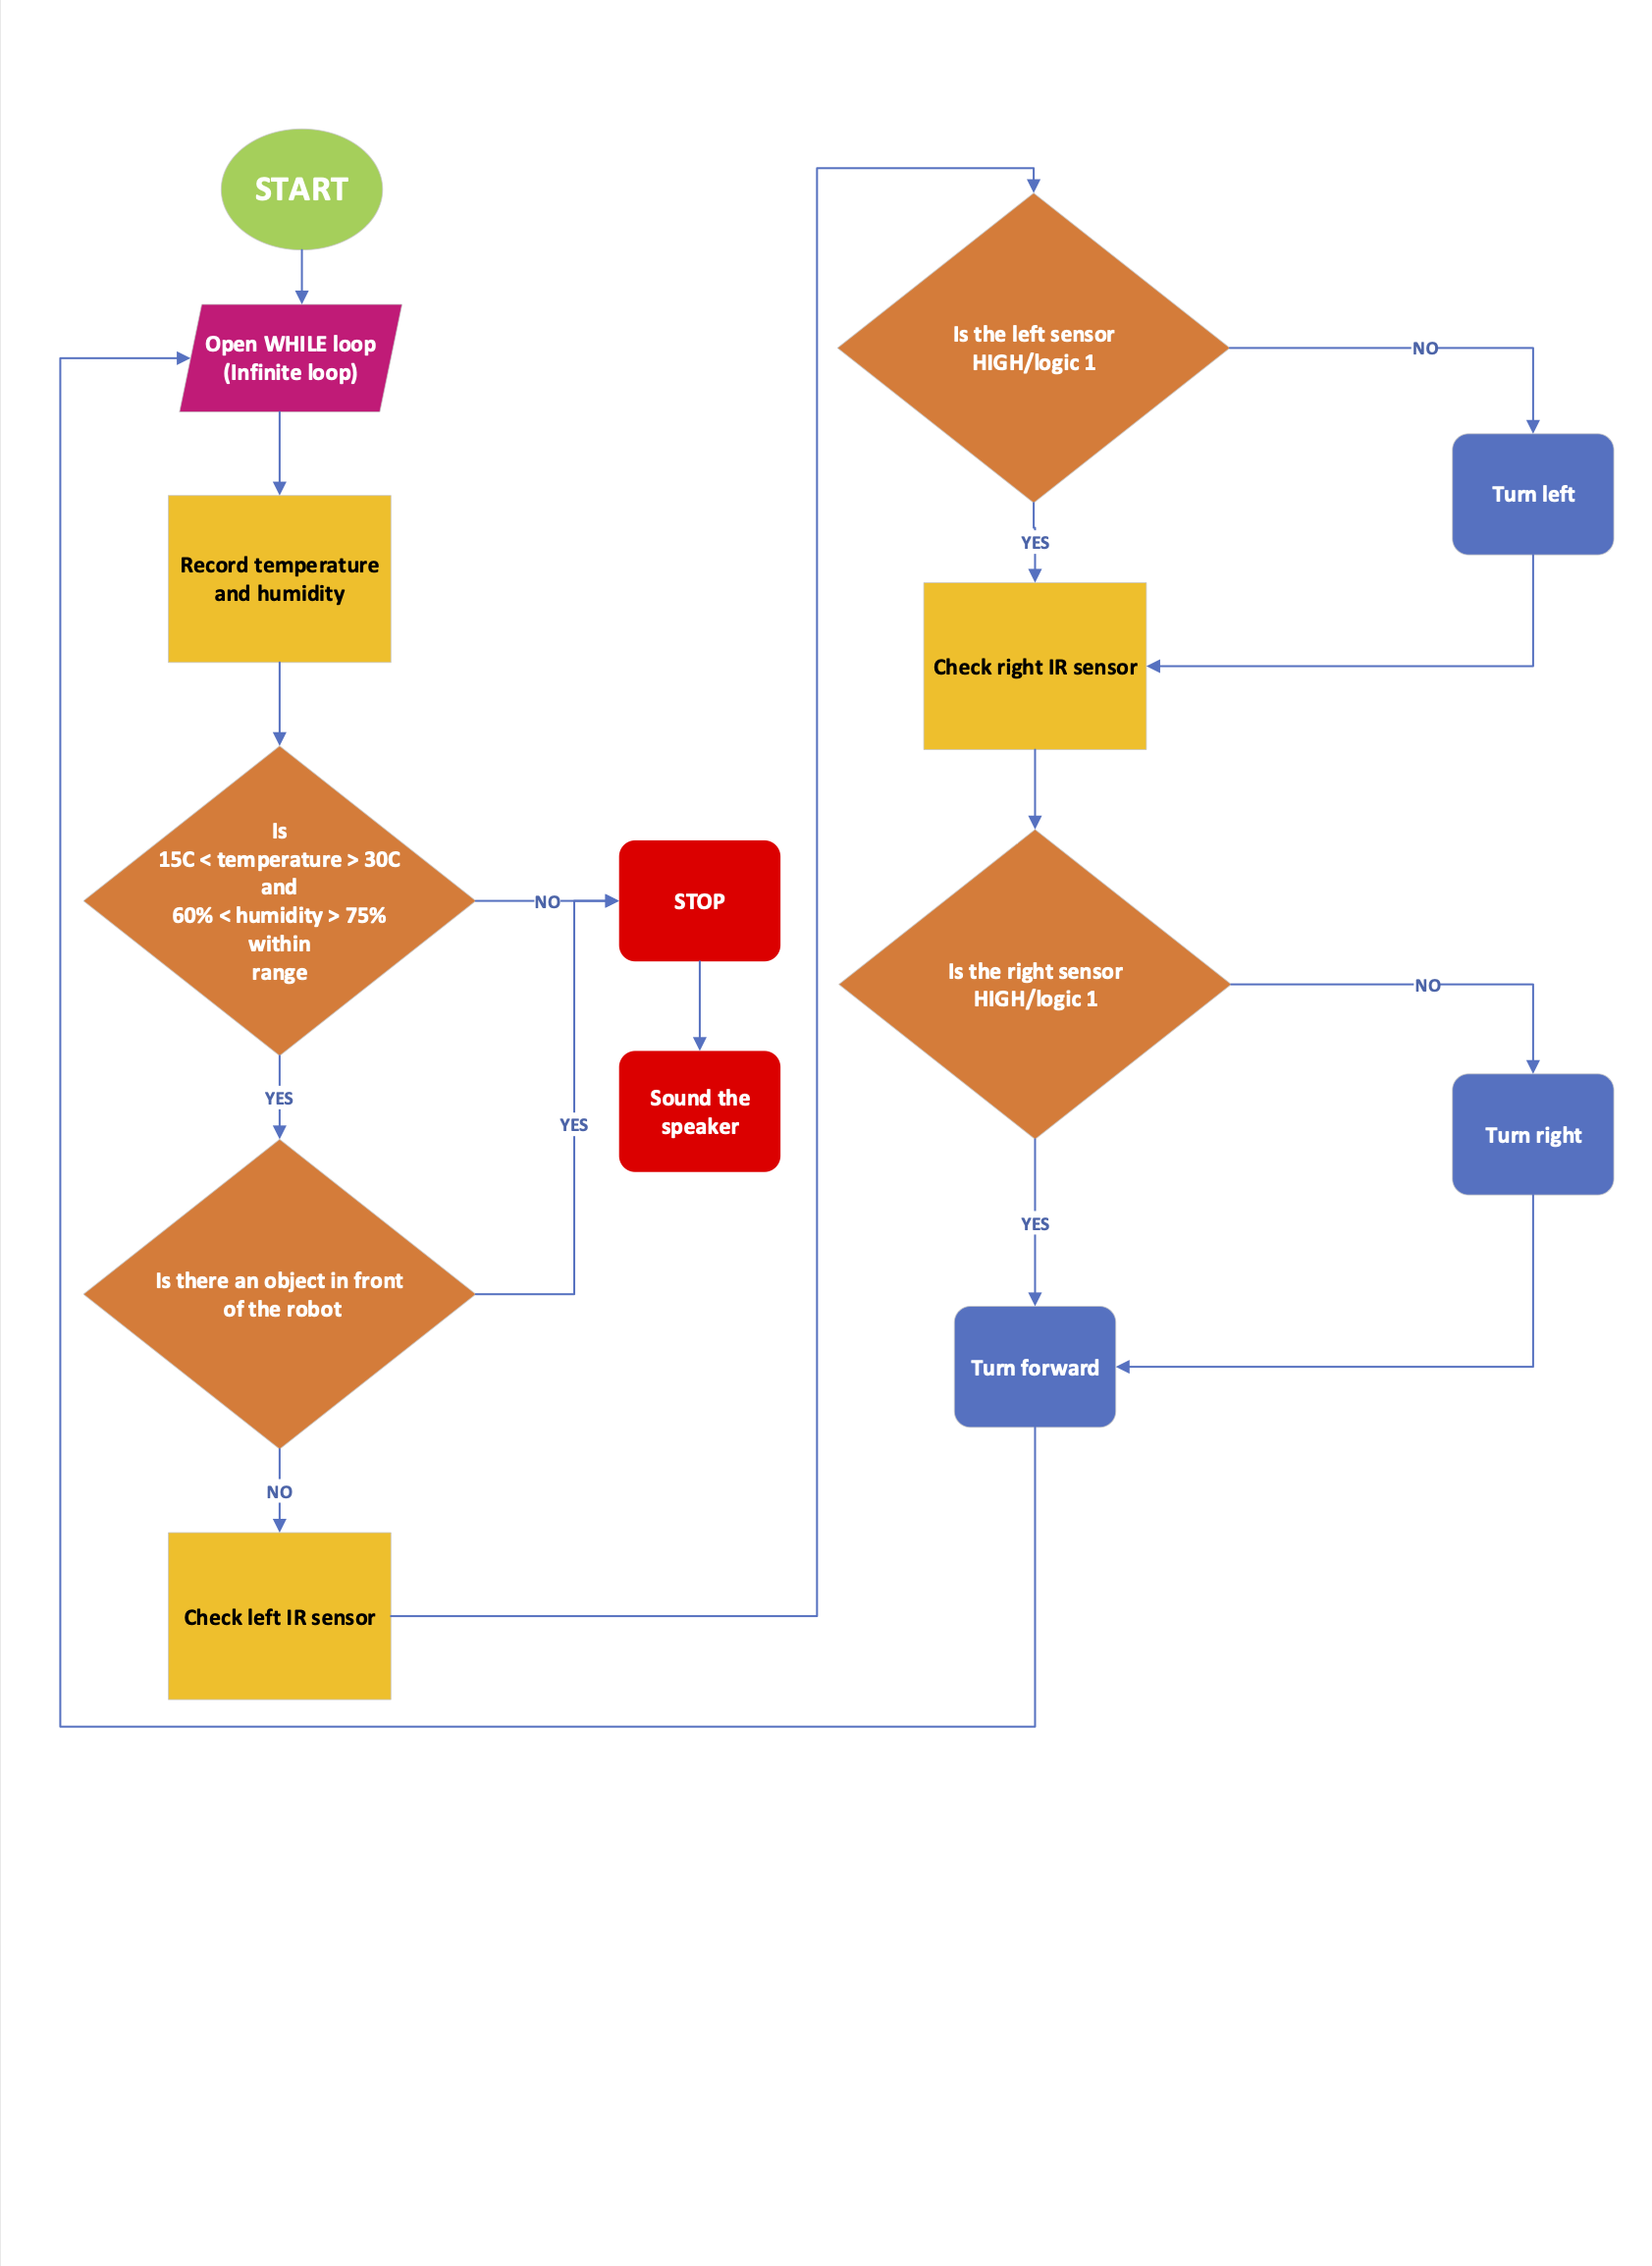 START
Open WHILE loop
(Infinite loop)
Record temperature
and humidity
Is
15C < temperature > 30C
and
60% < humidity > 75%
within
range
NO
STOP
Sound the
speaker
YES
YES
Is there an object in front
of the robot
NO
Check left IR sensor
Is the left sensor
HIGH/logic 1
NO
Turn left
YES
Check right IR sensor
Is the right sensor
HIGH/logic 1
NO
Turn right
YES
Turn forward